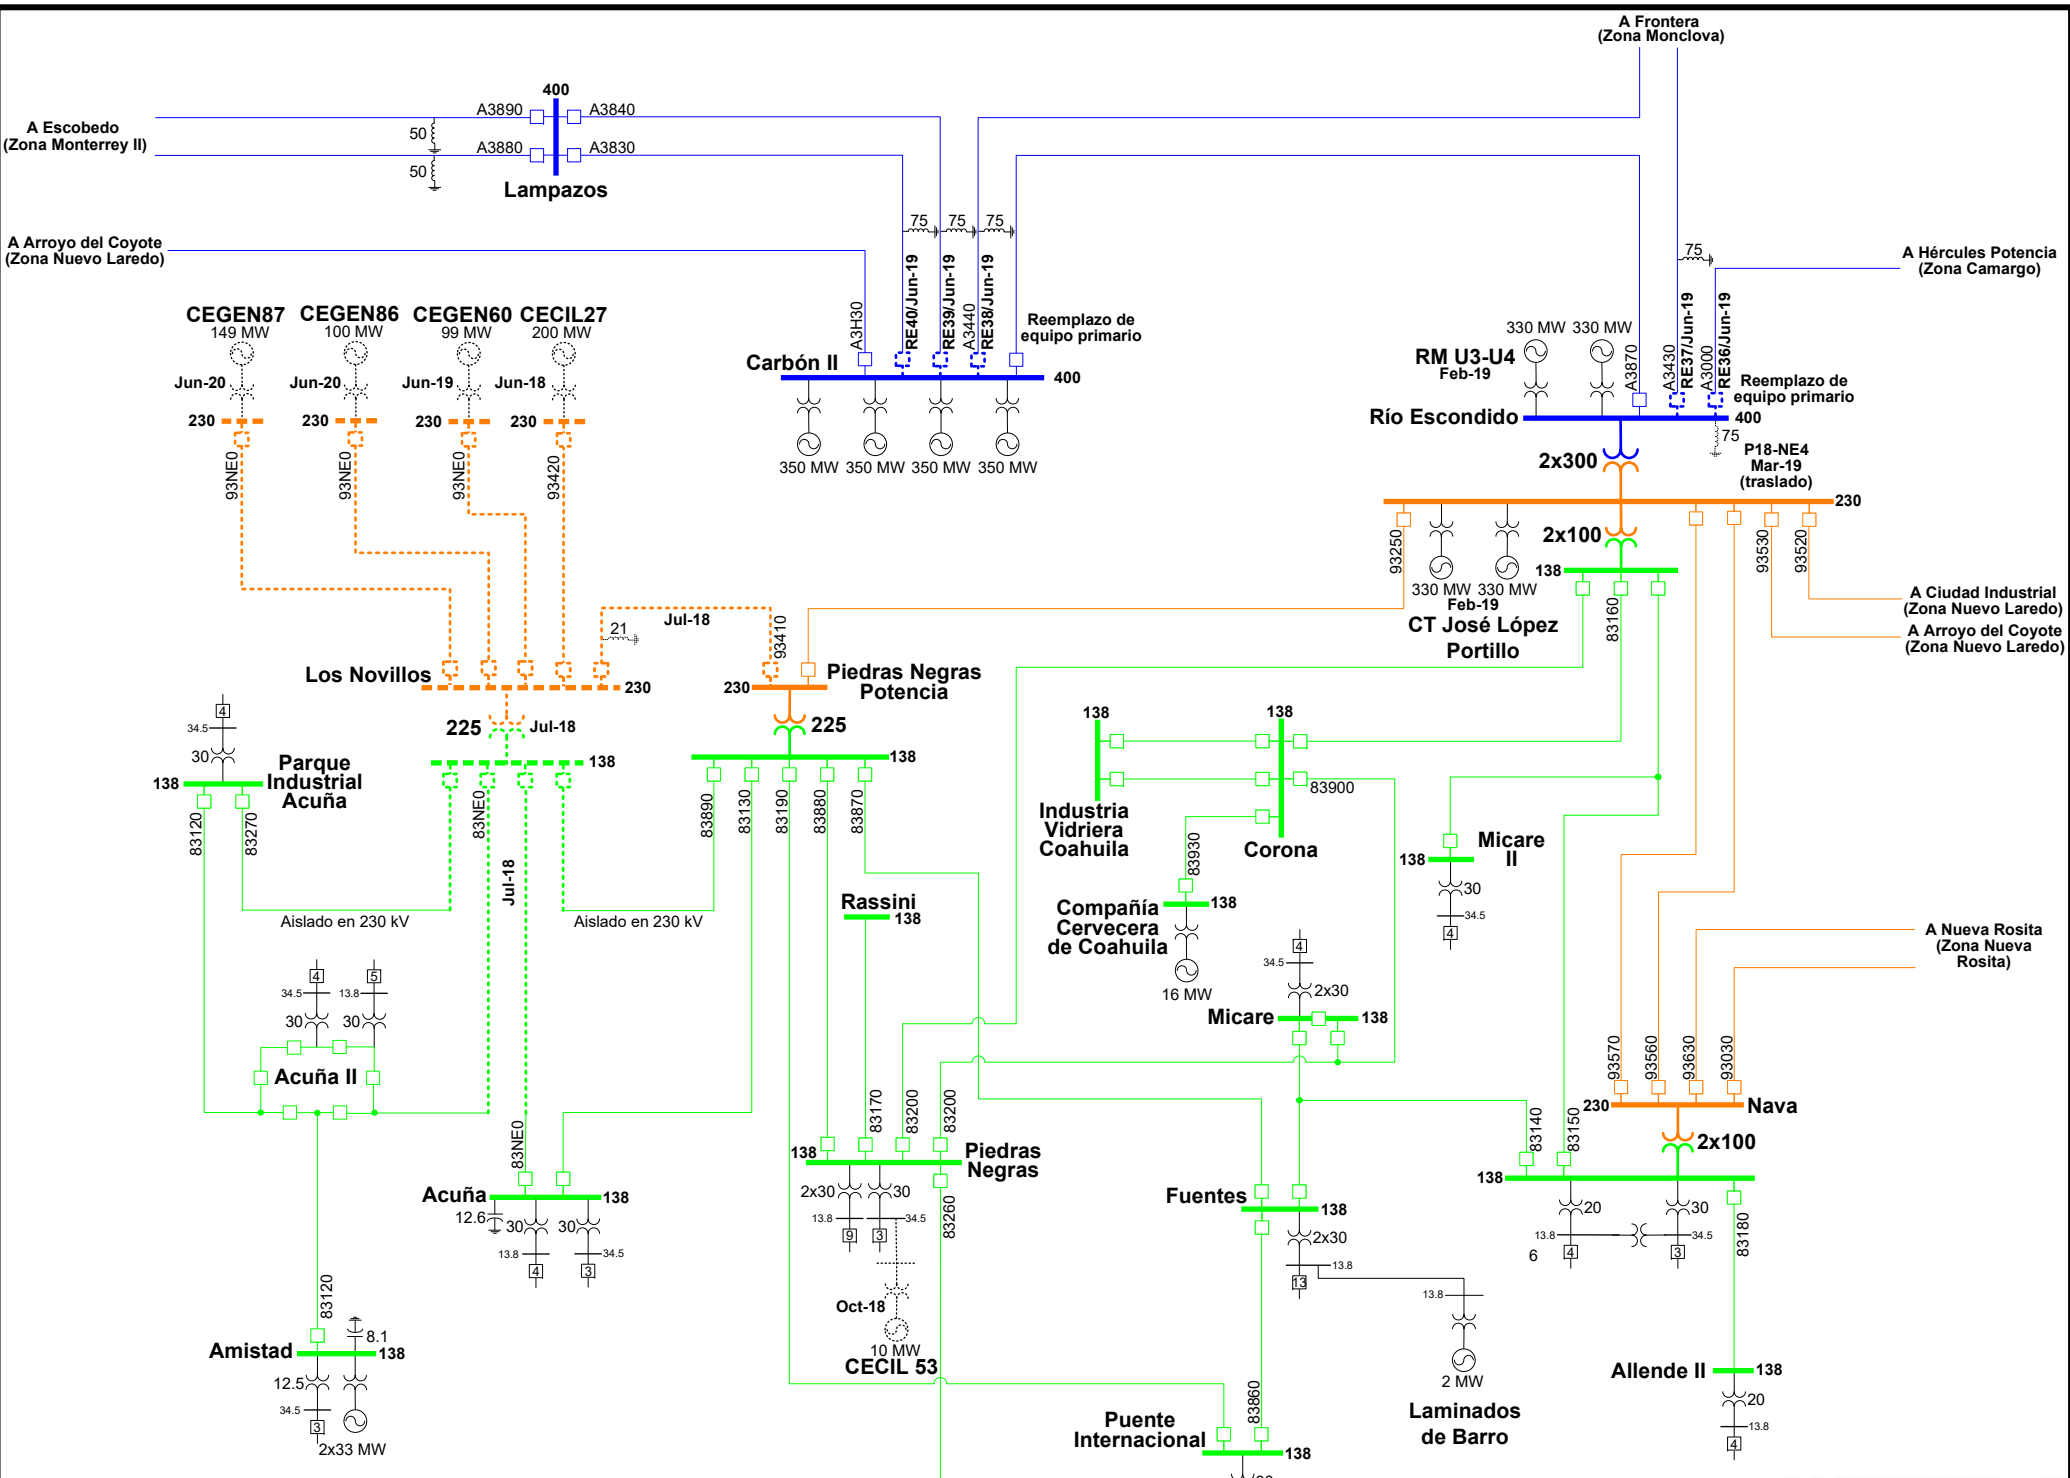 A Frontera
(Zona Monclova)
400
A3890
A3840
A Escobedo
(Zona Monterrey II)
50
A3880
A3830
50
Lampazos
75
75
75
A Arroyo del Coyote
(Zona Nuevo Laredo)
75
A Hércules Potencia
(Zona Camargo)
A3H30
RE40/Jun-19
RE39/Jun-19
A3440
RE38/Jun-19
Reemplazo de
equipo primario
Carbón II
400
350 MW
350 MW
350 MW
350 MW
CEGEN87
149 MW
CEGEN86
100 MW
CEGEN60
99 MW
CECIL27
200 MW
Jun-20
Jun-20
Jun-19
Jun-18
230
230
230
230
93NE0
93NE0
93NE0
93420
330 MW
330 MW
RM U3-U4
Feb-19
A3870
A3430
RE37/Jun-19
A3000
RE36/Jun-19
Reemplazo de
equipo primario
Río Escondido
400
75
2x300
P18-NE4
Mar-19
(traslado)
230
93250
2x100
93530
93520
138
330 MW
330 MW
Feb-19
CT José López
Portillo
83160
A Ciudad Industrial
(Zona Nuevo Laredo)
A Arroyo del Coyote
(Zona Nuevo Laredo)
21
Jul-18
93410
Los Novillos
230
230
Piedras Negras
Potencia
225
Jul-18
225
138
138
4
34.5
30
138
Parque
Industrial
Acuña
83120
83270
83NE0
Jul-18
83890
83130
83190
83880
83870
Aislado en 230 kV
Aislado en 230 kV
138
138
83900
Industria
Vidriera
Coahuila
Corona
83930
138
Compañía
Cervecera
de Coahuila
16 MW
138
Micare
II
30
34.5
4
Rassini
138
4
34.5
2x30
Micare
138
A Nueva Rosita
(Zona Nueva
Rosita)
93570
93560
93630
93030
230
Nava
2x100
4
5
34.5
13.8
30
30
Acuña II
83NE0
Acuña
138
12.6
30
30
13.8
34.5
4
3
83170
83200
83200
138
Piedras
Negras
2x30
30
13.8
34.5
9
3
83260
Oct-18
10 MW
CECIL 53
Fuentes
138
2x30
13.8
13
13.8
2 MW
Laminados
de Barro
83140
83150
138
20
30
13.8
34.5
6
4
3
83180
83120
Amistad
138
8.1
12.5
34.5
3
2x33 MW
83860
Puente
Internacional
138
Allende II
138
20
13.8
4